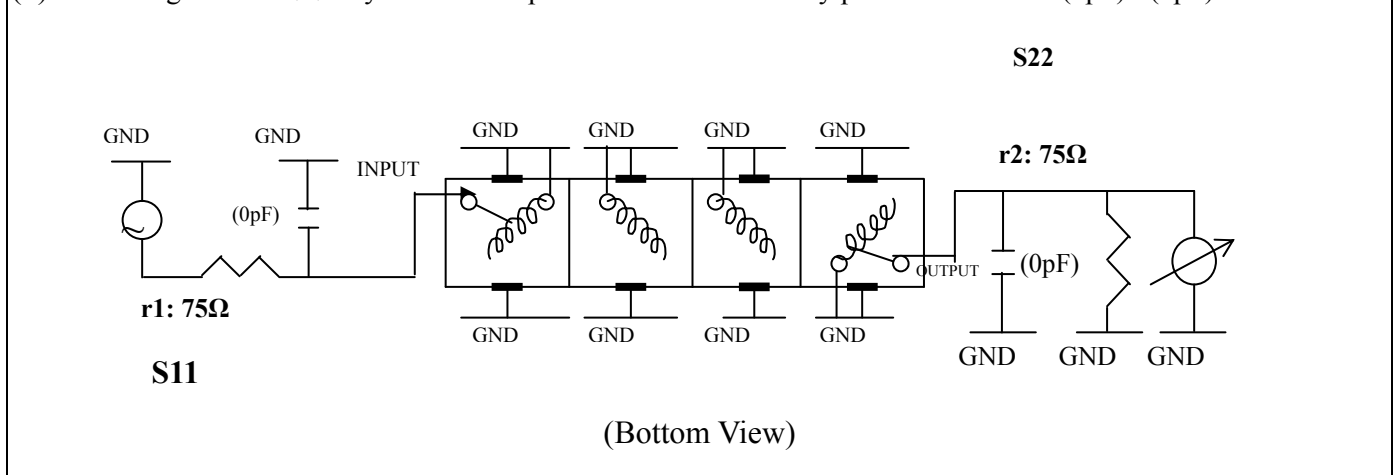 S22
GND
GND
GND
GND
GND
GND
r2: 75Ω
INPUT
(0pF)
(0pF)
OUTPUT
r1: 75Ω
GND
GND
GND
GND
GND
GND
GND
S11
(Bottom View)